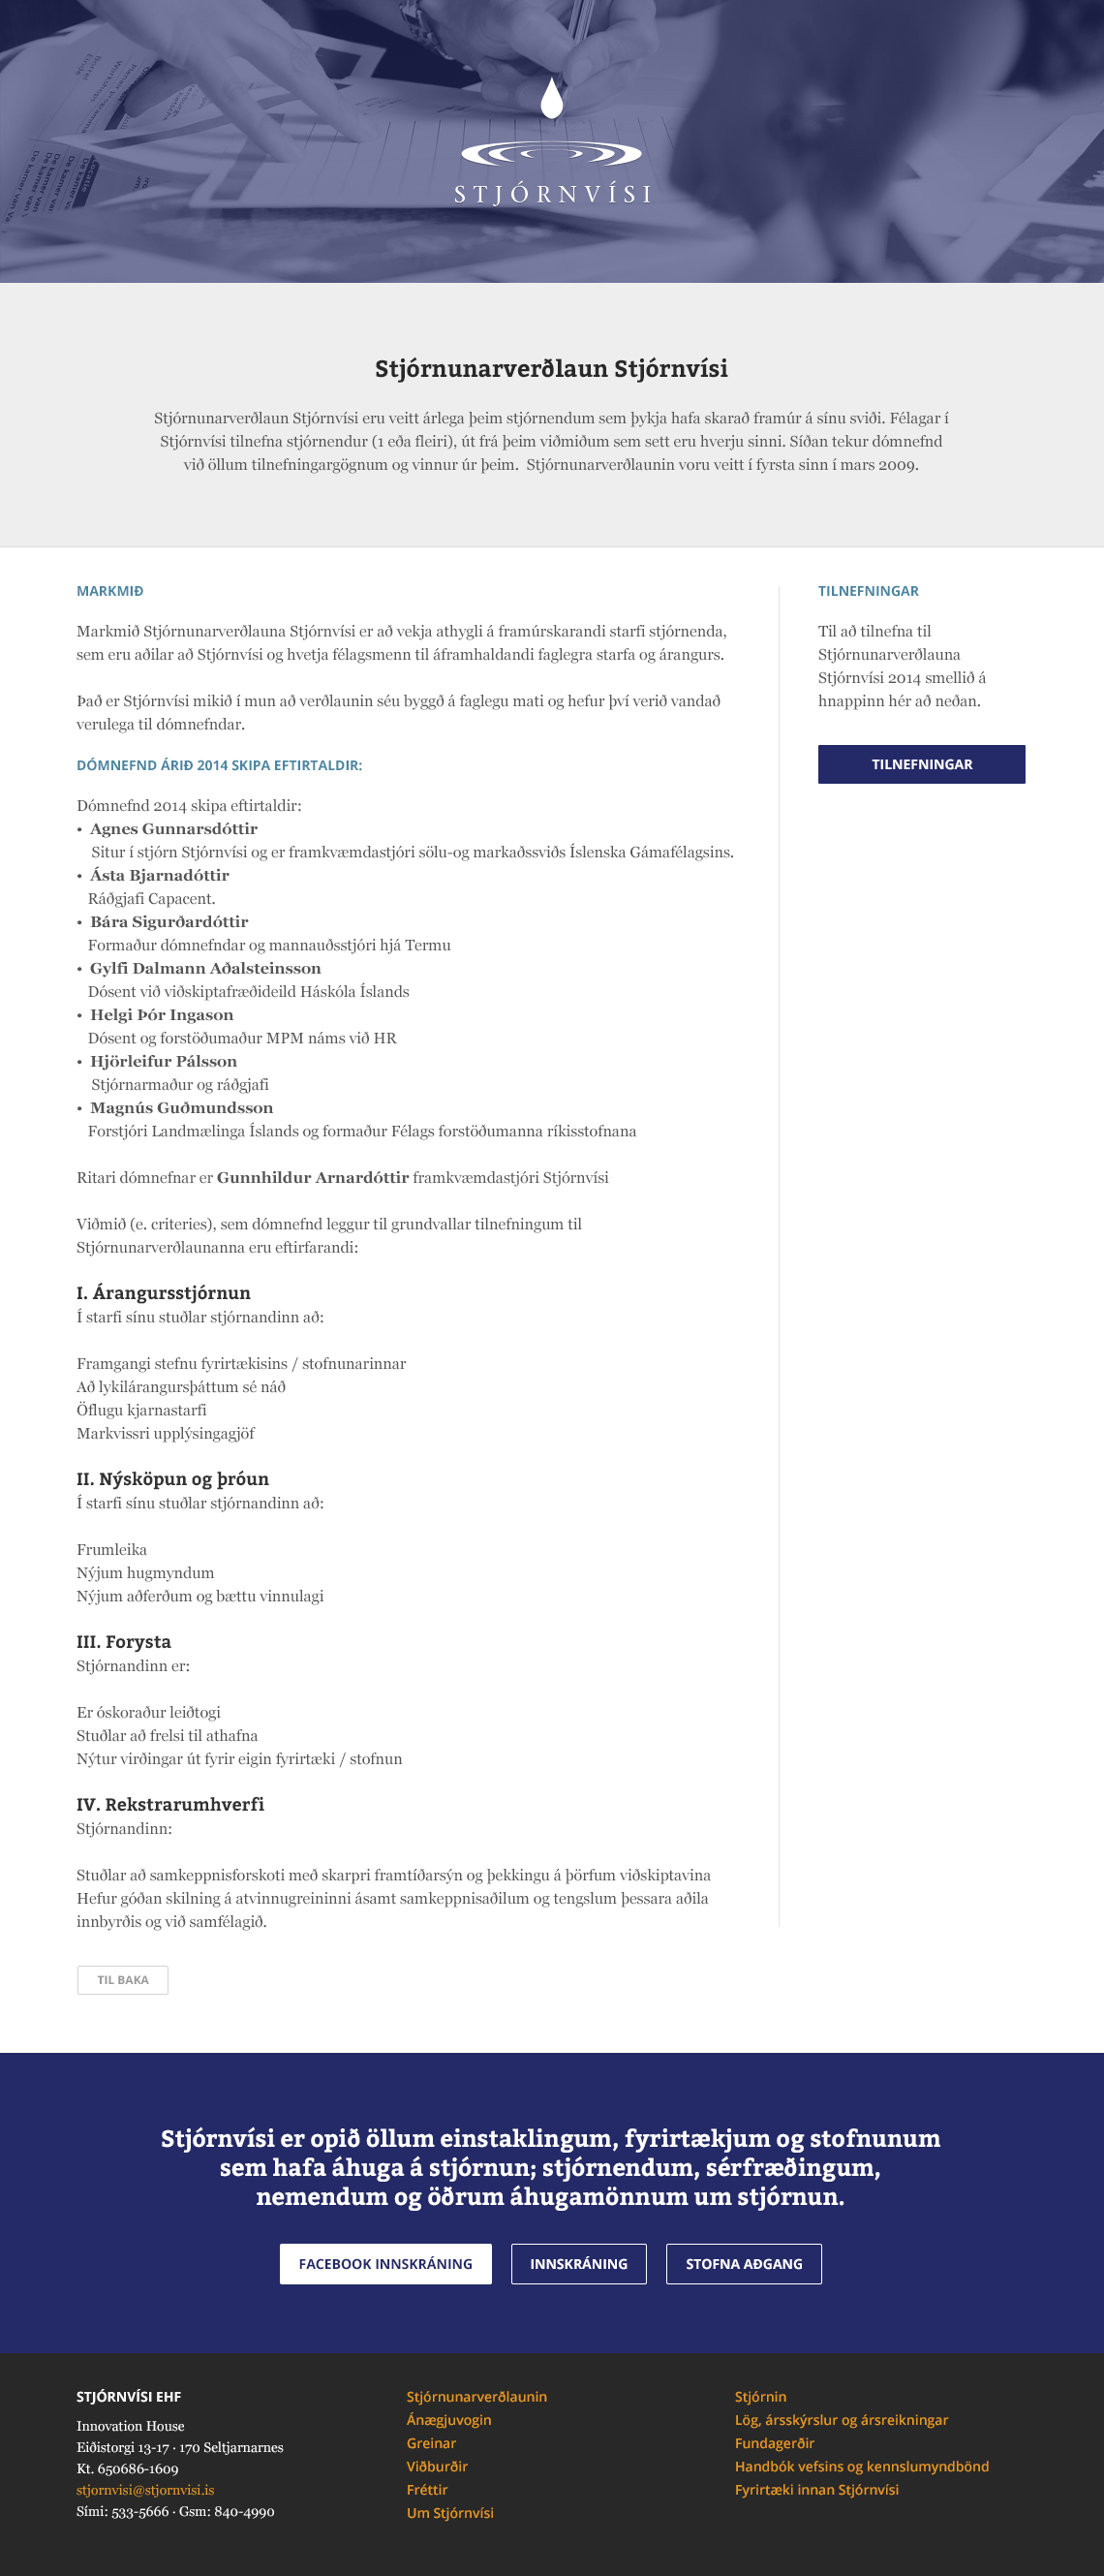 STJÓRNVÍSI
Stjórnunarverðlaun Stjórnvísi
Stjórnunarverðlaun Stjórnvísi eru veitt árlega þeim stjórnendum sem þykja hafa skarað framúr á sínu sviði. Félagar í
Stjórnvísi tilnefna stjórnendur (1 eða fleiri), út frá þeim viðmiðum sem sett eru hverju sinni. Síðan tekur dómnefnd
við öllum tilnefningargögnum og vinnur úr þeim. Stjórnunarverðlaunin voru veitt í fyrsta sinn í mars 2009.
MARKMIÐ
Markmið Stjórnunarverðlauna Stjórnvísi er að vekja athygli á framúrskarandi starfi stjórnenda,
sem eru aðilar að Stjórnvísi og hvetja félagsmenn til áframhaldandi faglegra starfa og árangurs.
Það er Stjórnvísi mikið í mun að verðlaunin séu byggð á faglegu mati og hefur því verið vandað
verulega til dómnefndar.
DÓMNEFND ÁRIÐ 2014 SKIPA EFTIRTALDIR:
Dómnefnd 2014 skipa eftirtaldir:
• Agnes Gunnarsdóttir
Situr í stjórn Stjórnvísi og er framkvæmdastjóri sölu-og markaðssviðs Íslenska Gámafélagsins.
• Ásta Bjarnadóttir
Ráðgjafi Capacent.
• Bára Sigurðardóttir
Formaður dómnefndar og mannauðsstjóri hjá Termu
• Gylfi Dalmann Aðalsteinsson
Dósent við viðskiptafræðideild Háskóla Íslands
• Helgi Þór Ingason
Dósent og forstöðumaður MPM náms við HR
• Hjörleifur Pálsson
Stjórnarmaður og ráðgjafi
• Magnús Guðmundsson
Forstjóri Landmælinga Íslands og formaður Félags forstöðumanna ríkisstofnana
Ritari dómnefnar er Gunnhildur Arnardóttir framkvæmdastjóri Stjórnvísi
Viðmið (e. criteries), sem dómnefnd leggur til grundvallar tilnefningum til
Stjórnunarverðlaunanna eru eftirfarandi:
I. Árangursstjórnun
Í starfi sínu stuðlar stjórnandinn að:
Framgangi stefnu fyrirtækisins / stofnunarinnar
Að lykilárangursþáttum sé náð
Öflugu kjarnastarfi
Markvissri upplýsingagjöf
II. Nýsköpun og þróun
Í starfi sínu stuðlar stjórnandinn að:
Frumleika
Nýjum hugmyndum
Nýjum aðferðum og bættu vinnulagi
III. Forysta
Stjórnandinn er:
Er óskoraður leiðtogi
Stuðlar að frelsi til athafna
Nýtur virðingar út fyrir eigin fyrirtæki / stofnun
IV. Rekstrarumhverfi
Stjórnandinn:
Stuðlar að samkeppnisforskoti með skarpri framtíðarsýn og þekkingu á þörfum viðskiptavina
Hefur góðan skilning á atvinnugreininni ásamt samkeppnisaðilum og tengslum þessara aðila
innbyrðis og við samfélagið.
TIL BAKA
TILNEFNINGAR
Til að tilnefna til
Stjórnunarverðlauna
Stjórnvísi 2014 smellið á
hnappinn hér að neðan.
TILNEFNINGAR
Stjórnvísi er opið öllum einstaklingum, fyrirtækjum og stofnunum
sem hafa áhuga á stjórnun; stjórnendum, sérfræðingum,
nemendum og öðrum áhugamönnum um stjórnun.
FACEBOOK INNSKRÁNING
INNSKRÁNING
STOFNA AÐGANG
STJÓRNVÍSI EHF
Innovation House
Eiðistorgi 13-17 · 170 Seltjarnarnes
Kt. 650686-1609
stjornvisi@stjornvisi.is
Sími: 533-5666 · Gsm: 840-4990
Stjórnunarverðlaunin
Ánægjuvogin
Greinar
Viðburðir
Fréttir
Um Stjórnvísi
Stjórnin
Lög, ársskýrslur og ársreikningar
Fundagerðir
Handbók vefsins og kennslumyndbönd
Fyrirtæki innan Stjórnvísi